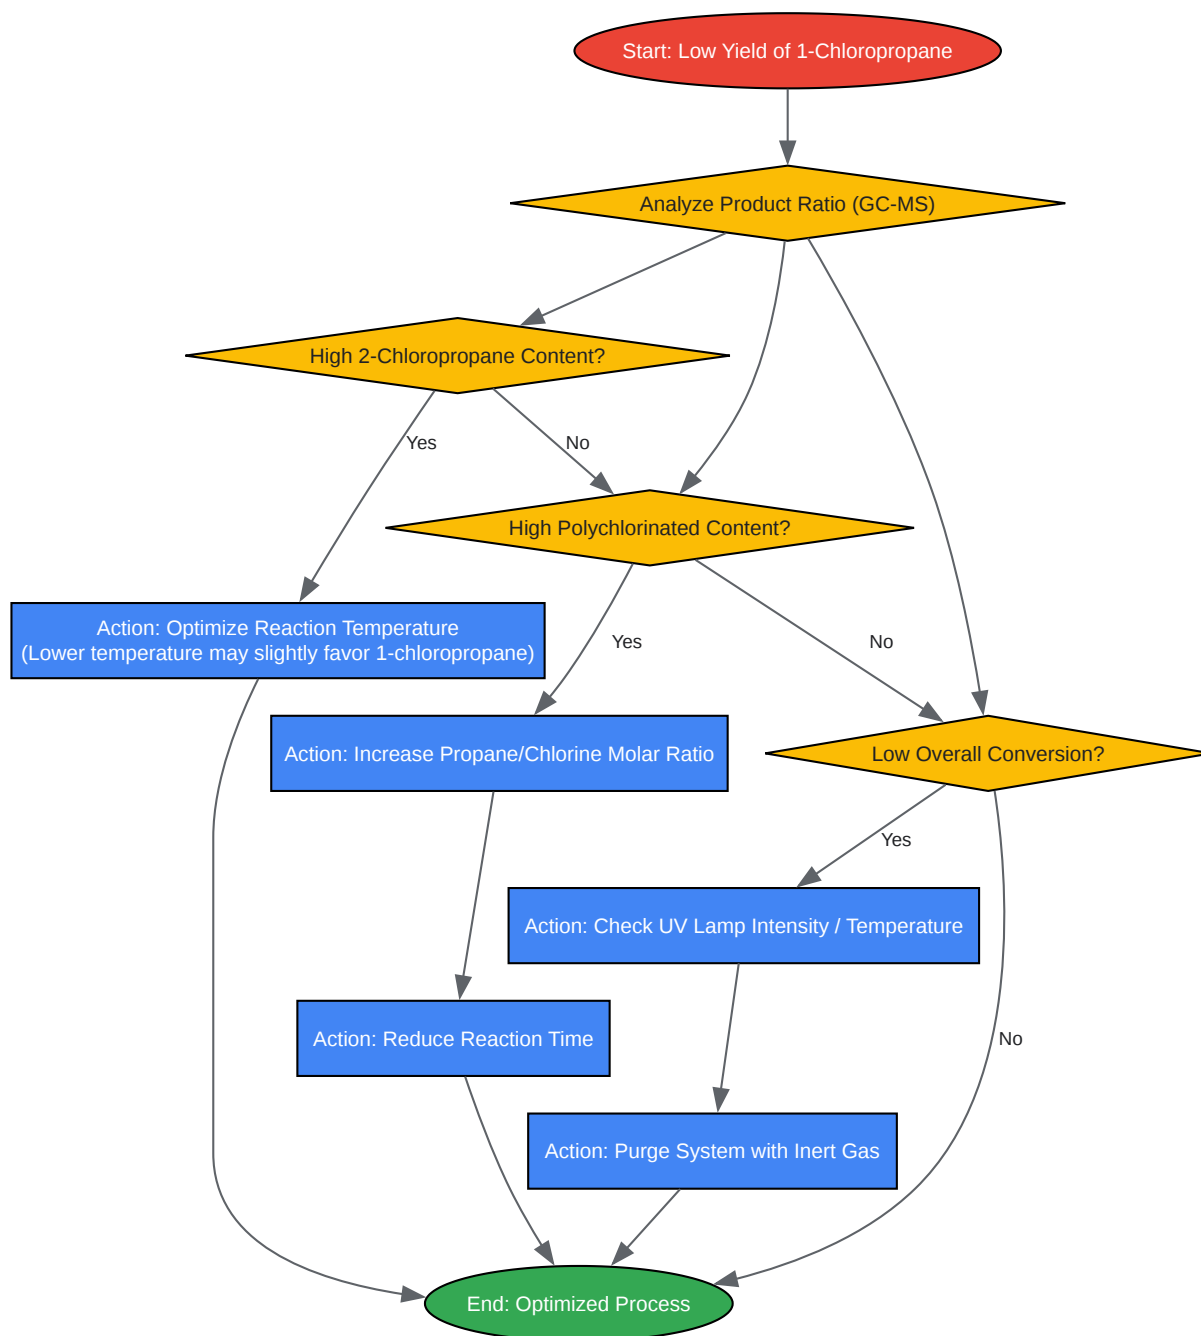 Start: Low Yield of 1-Chloropropane
Analyze Product Ratio (GC-MS)
High 2-Chloropropane Content?
Yes
No
High Polychlorinated Content?
Action: Optimize Reaction Temperature
(Lower temperature may slightly favor 1-chloropropane)
Yes
No
Action: Increase Propane/Chlorine Molar Ratio
Low Overall Conversion?
Yes
Action: Check UV Lamp Intensity / Temperature
Action: Reduce Reaction Time
No
Action: Purge System with Inert Gas
End: Optimized Process